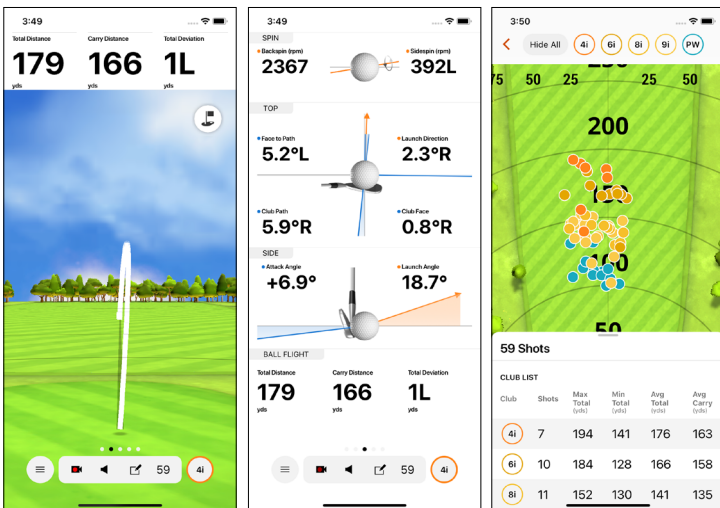 3:49
Total Distance Carry Distance Total Deviation
179 166 1L
yds yds
59 4i
3:49
SPIN
Backspin (rpm) Sidespin (rpm)
2367 392L
TOP
Face to Path Launch Direction
5.2°L 2.3°R
Club Path Club Face
5.9°R 0.8°R
SIDE
Attack Angle Launch Angle
+6.9° 18.7°
BALL FLIGHT
Total Distance Carry Distance Total Deviation
179 166 1L
yds yds
59 4i
3:50
Hide All 4i 6i 8i 9i PW
75 50 25 250 25 50
200
150
100
50
59 Shots
CLUB LIST
Club Shots Max Total (yds) Min Total (yds) Avg Total (yds) Avg Carry (yds)
4i 7 194 141 176 163
6i 10 184 128 166 158
8i 11 152 130 141 135